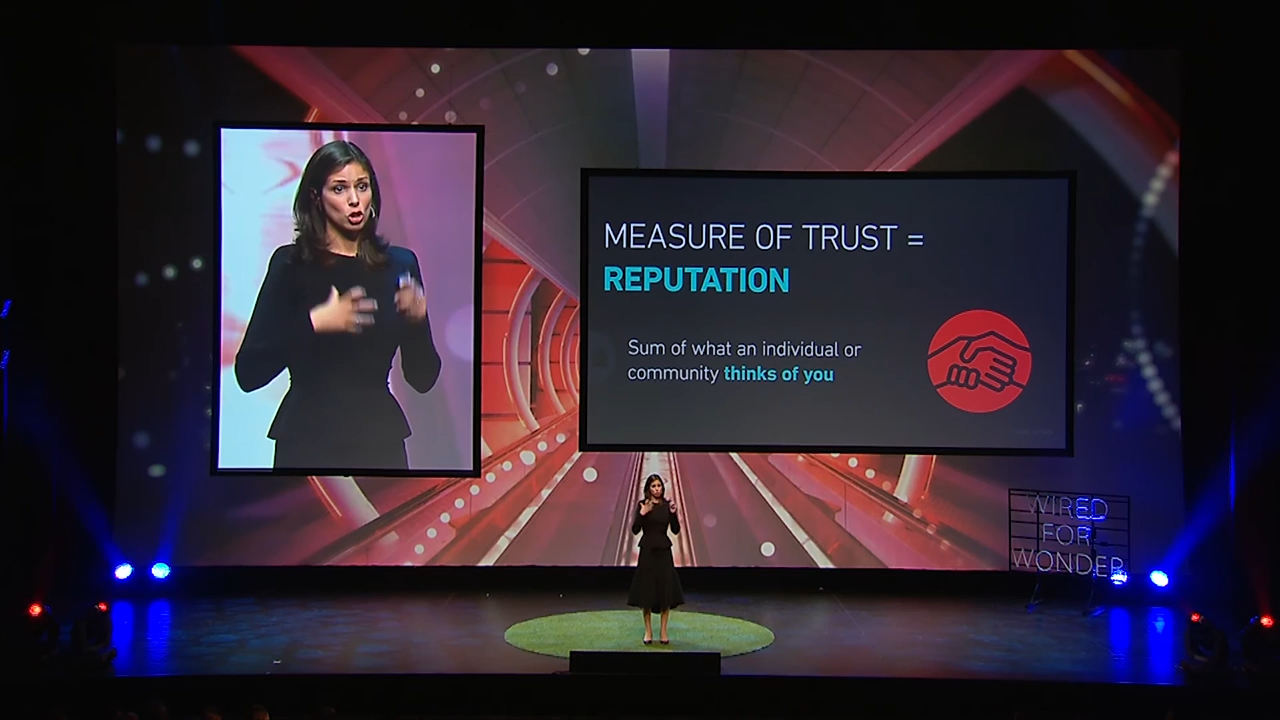 MEASURE OF TRUST =
REPUTATION
Sum of what an individual or
community thinks of you
WIRED
FOR
WONDER